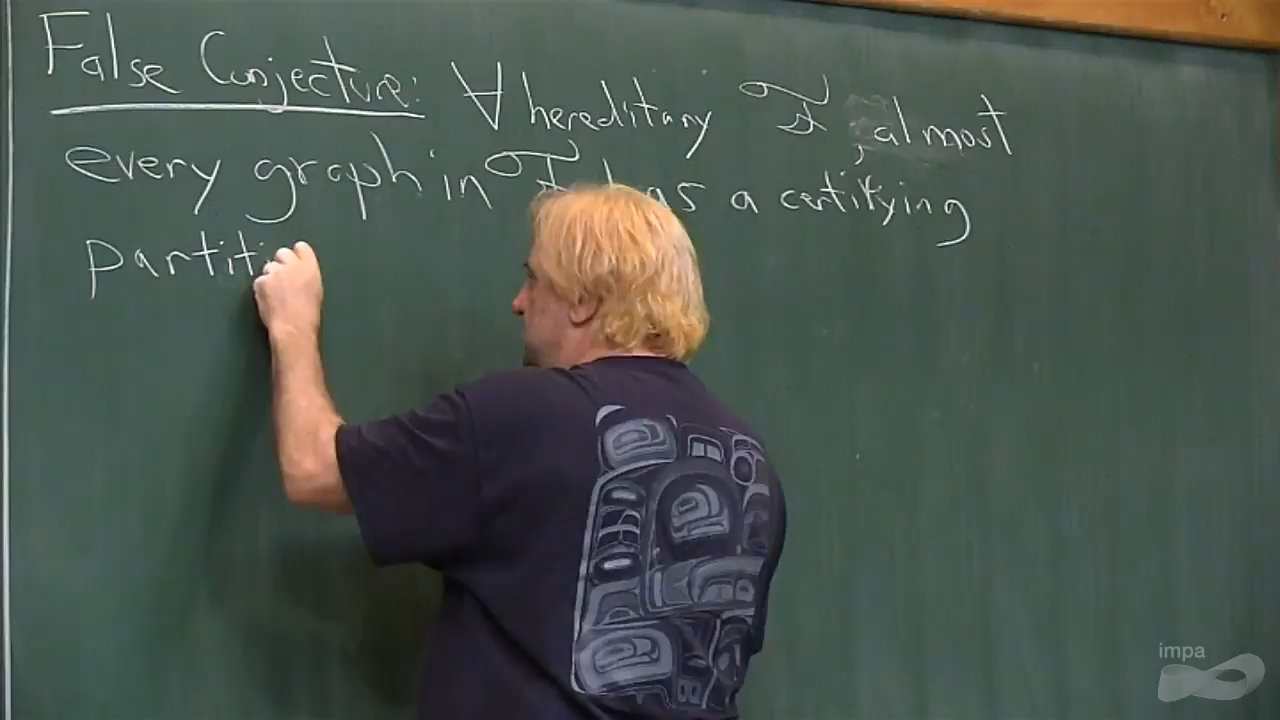 False Conjecture: ∀ hereditary ℱ, almost
every graph in ℱ has a certifying
partiti
impa